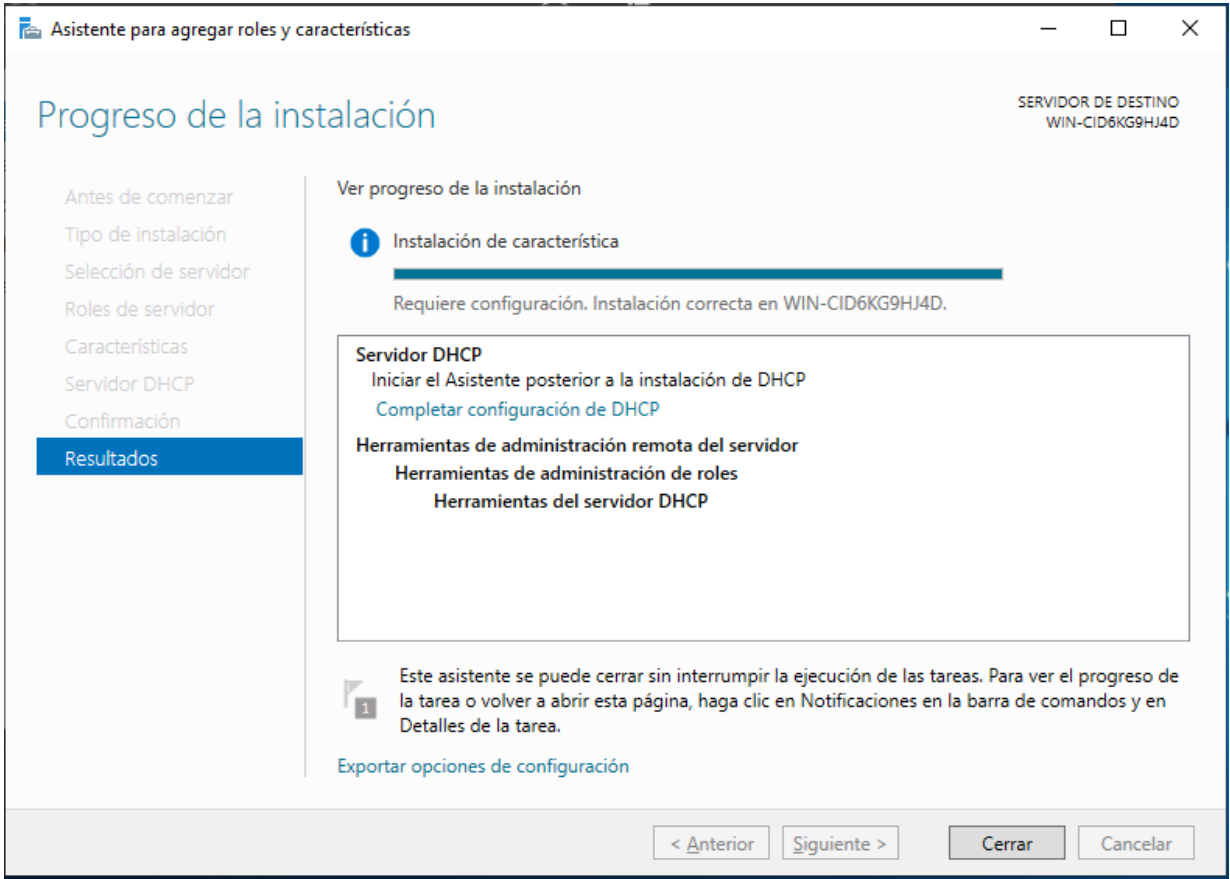 Asistente para agregar roles y características
Progreso de la instalación
SERVIDOR DE DESTINO
WIN-CID6KG9HJ4D
Antes de comenzar
Tipo de instalación
Selección de servidor
Roles de servidor
Características
Servidor DHCP
Confirmación
Resultados
Ver progreso de la instalación
Instalación de característica
Requiere configuración. Instalación correcta en WIN-CID6KG9HJ4D.
Servidor DHCP
Iniciar el Asistente posterior a la instalación de DHCP
Completar configuración de DHCP
Herramientas de administración remota del servidor
Herramientas de administración de roles
Herramientas del servidor DHCP
1
Este asistente se puede cerrar sin interrumpir la ejecución de las tareas. Para ver el progreso de
la tarea o volver a abrir esta página, haga clic en Notificaciones en la barra de comandos y en
Detalles de la tarea.
Exportar opciones de configuración
< Anterior
Siguiente >
Cerrar
Cancelar